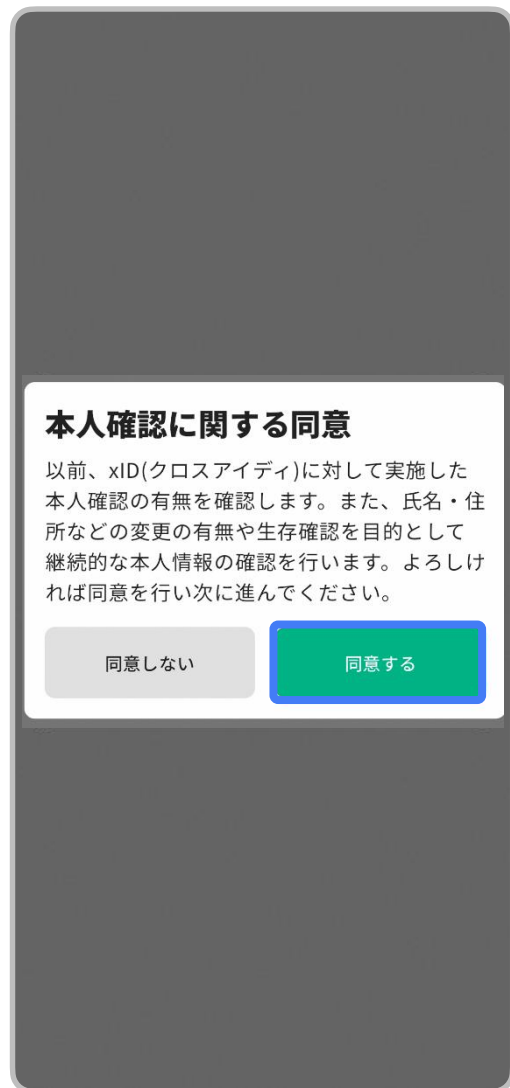 本人確認に関する同意
以前、xID(クロスアイディ)に対して実施した
本人確認の有無を確認します。また、氏名・住
所などの変更の有無や生存確認を目的として
継続的な本人情報の確認を行います。よろしけ
れば同意を行い次に進んでください。
同意しない
同意する